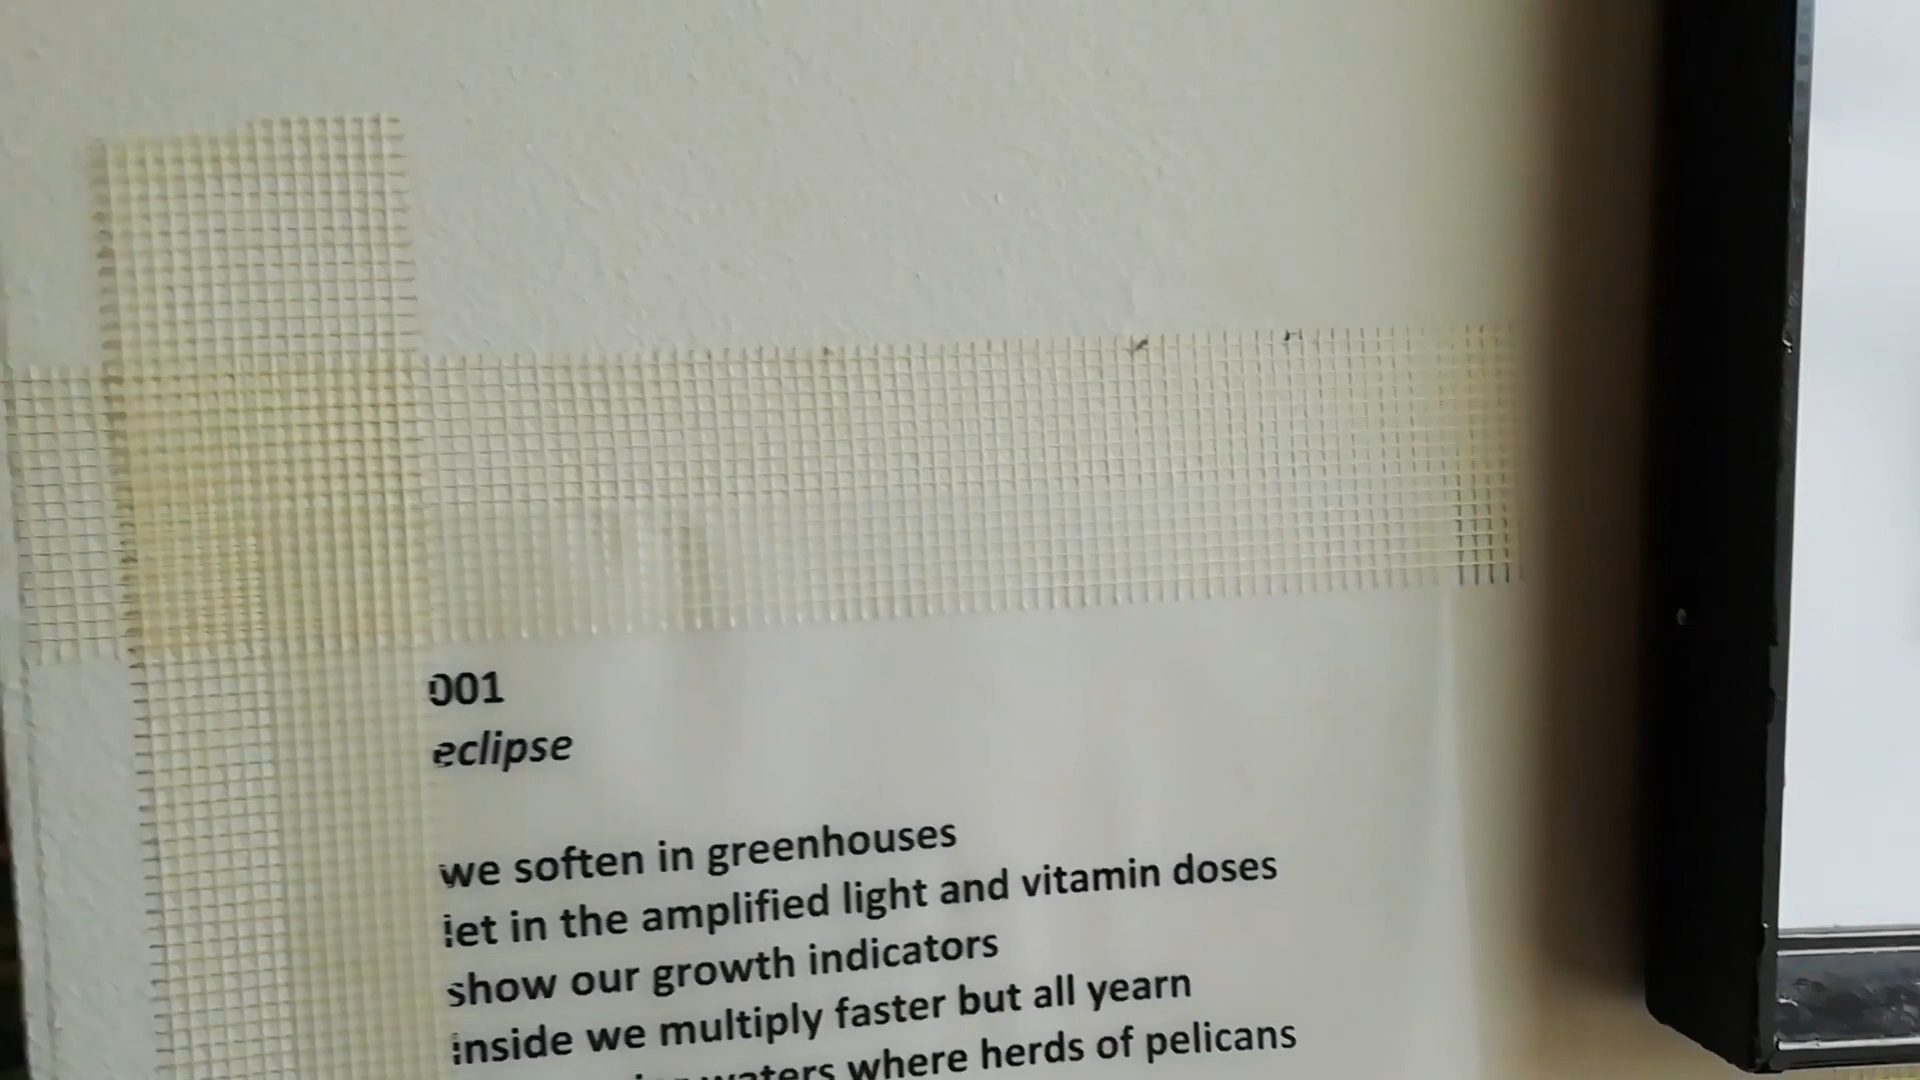 001
eclipse
we soften in greenhouses
let in the amplified light and vitamin doses
show our growth indicators
inside we multiply faster but all yearn
waters where herds of pelicans